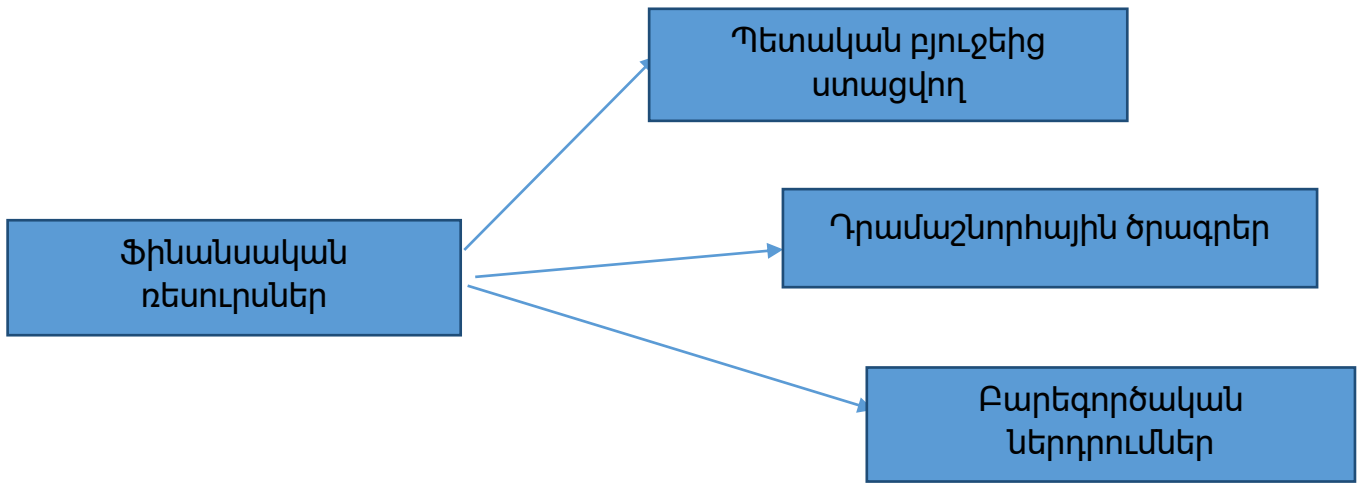 Պետական բյուջեից
ստացվող
Դրամաշնորհային ծրագրեր
Ֆինանսական
ռեսուրսներ
Բարեգործական
ներդրումներ